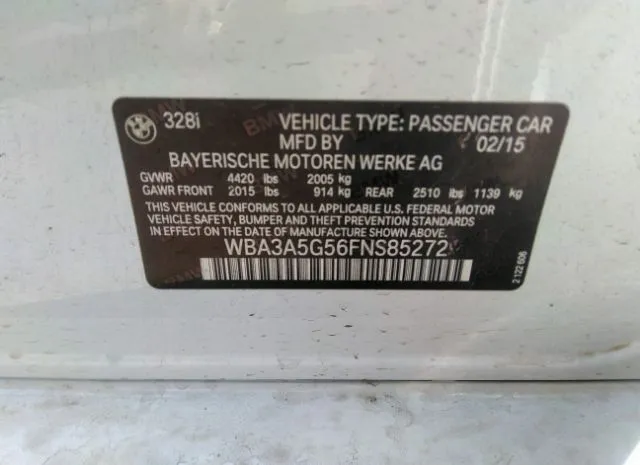 BMW 328i VEHICLE TYPE: PASSENGER CAR
MFD BY 02/15
BAYERISCHE MOTOREN WERKE AG
GVWR 4420 lbs 2005 kg
GAWR FRONT 2015 lbs 914 kg REAR 2510 lbs 1139 kg
THIS VEHICLE CONFORMS TO ALL APPLICABLE U.S. FEDERAL MOTOR
VEHICLE SAFETY, BUMPER AND THEFT PREVENTION STANDARDS
IN EFFECT ON THE DATE OF MANUFACTURE SHOWN ABOVE.
WBA3A5G56FNS85272
2 122 606